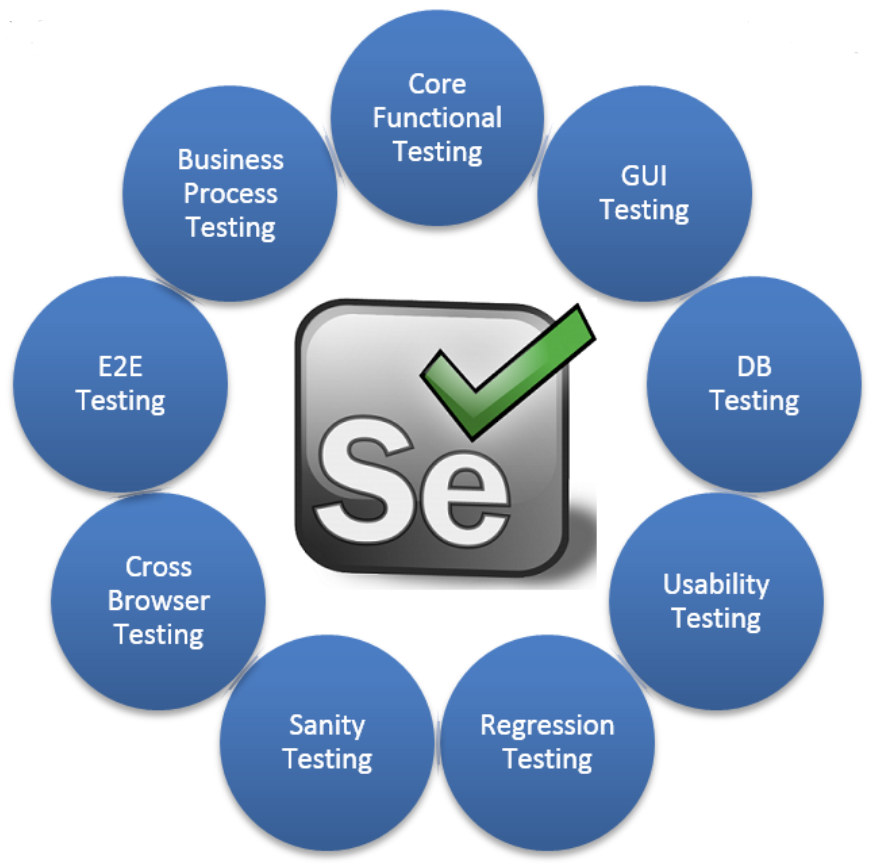 Core
Functional
Testing
GUI
Testing
DB
Testing
Usability
Testing
Regression
Testing
Sanity
Testing
Cross
Browser
Testing
E2E
Testing
Business
Process
Testing
Se